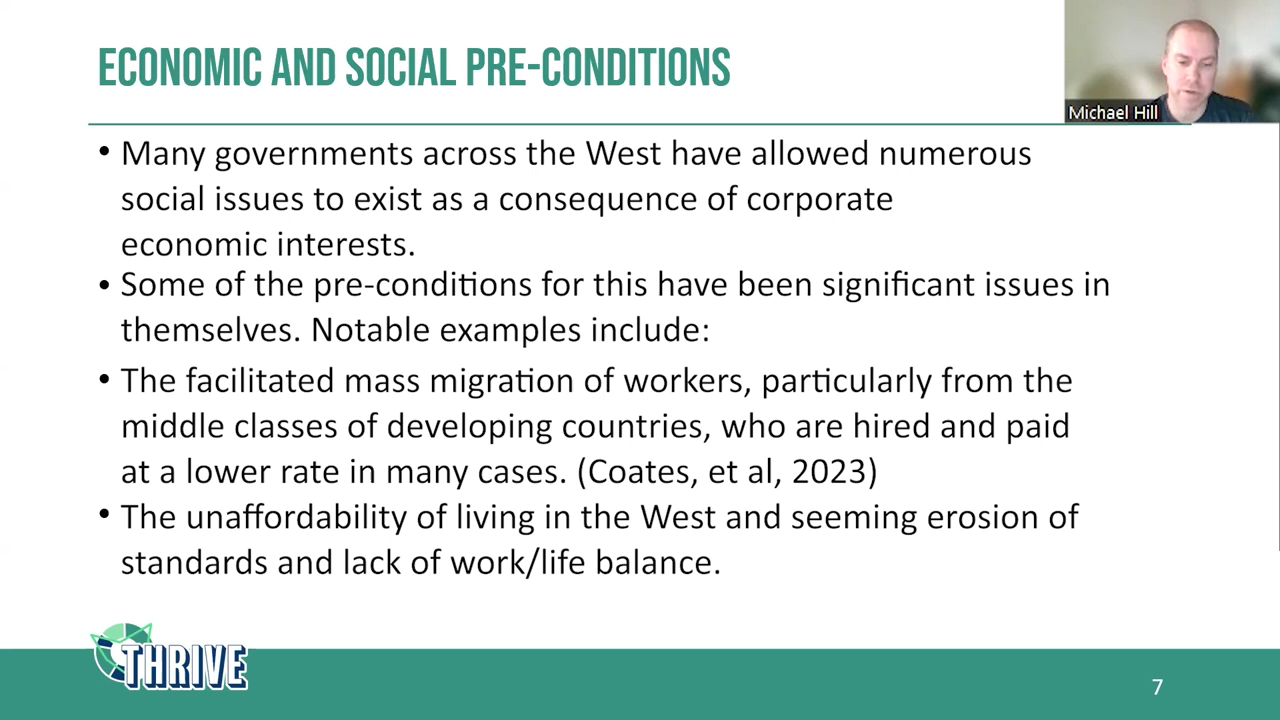 ECONOMIC AND SOCIAL PRE-CONDITIONS
Michael Hill
• Many governments across the West have allowed numerous
social issues to exist as a consequence of corporate
economic interests.
• Some of the pre-conditions for this have been significant issues in
themselves. Notable examples include:
• The facilitated mass migration of workers, particularly from the
middle classes of developing countries, who are hired and paid
at a lower rate in many cases. (Coates, et al, 2023)
• The unaffordability of living in the West and seeming erosion of
standards and lack of work/life balance.
THRIVE
7